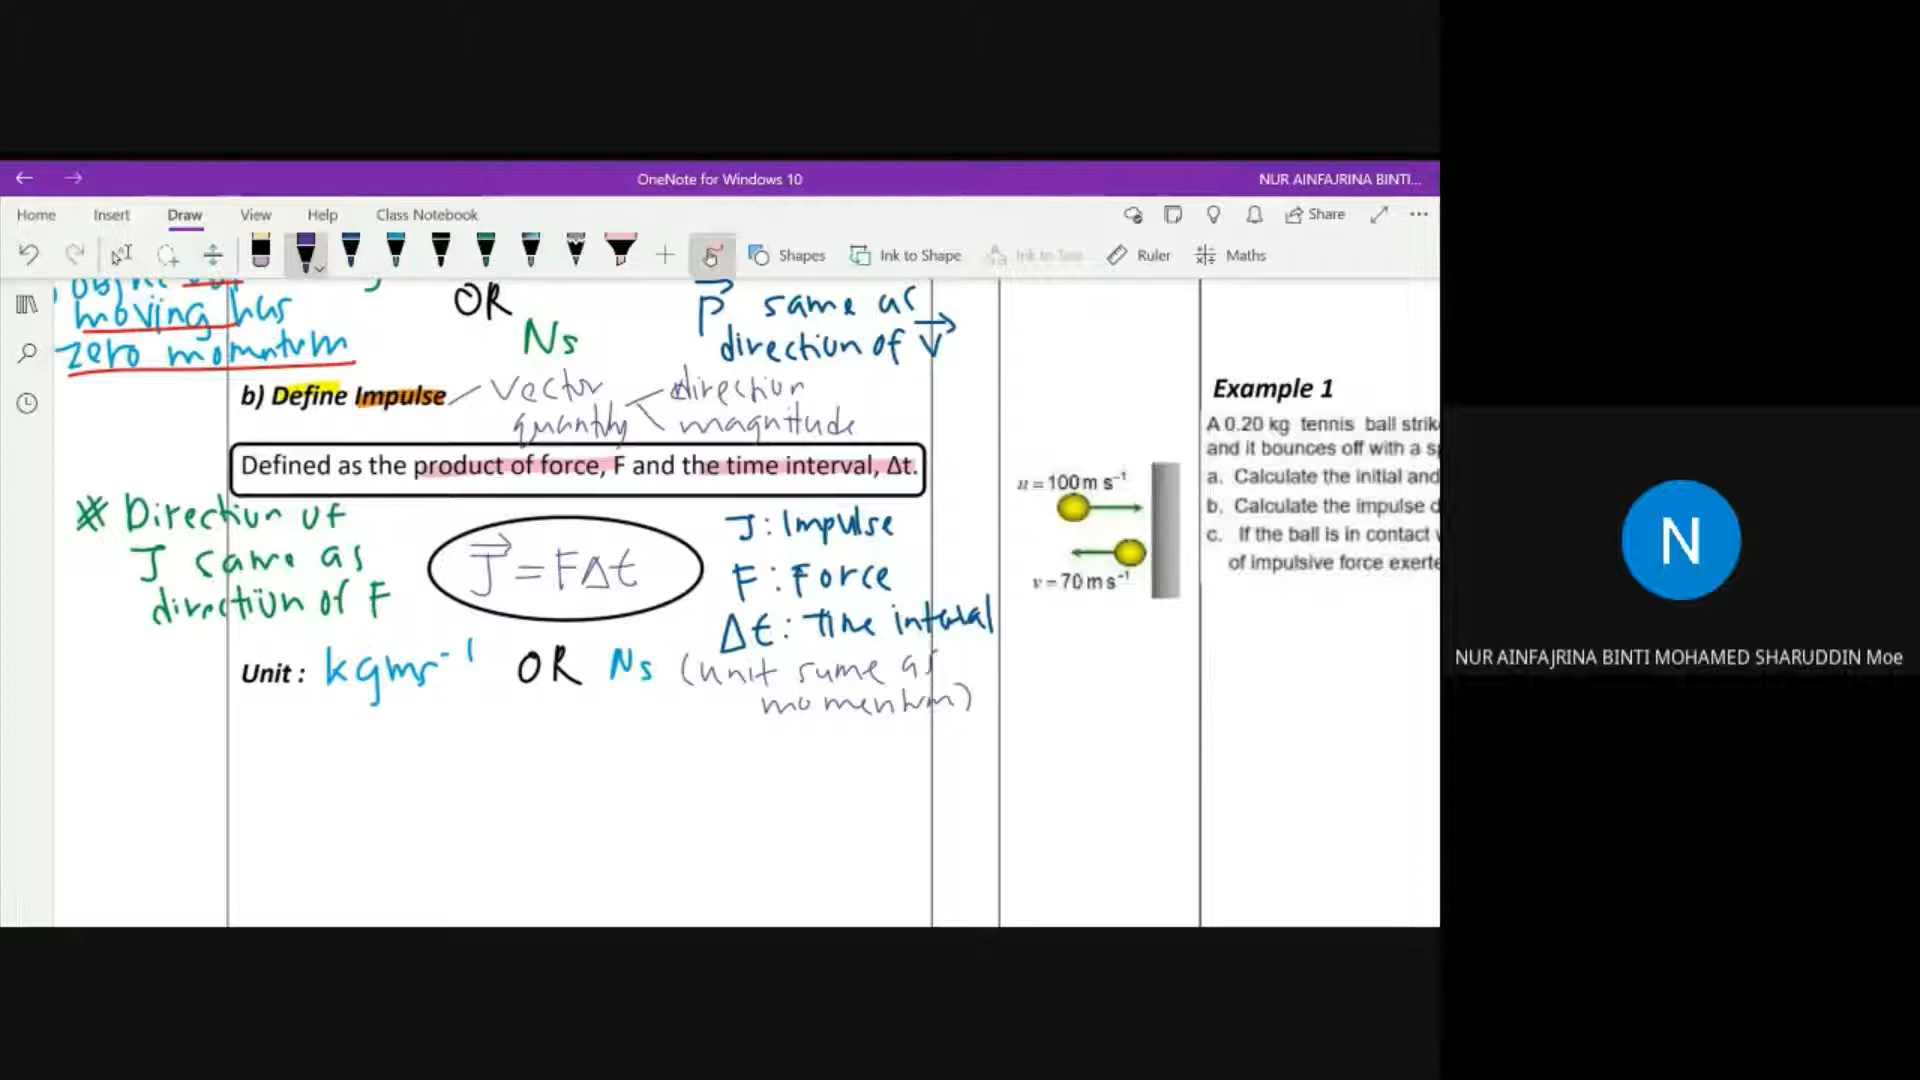 OneNote for Windows 10
NUR AINFAJRINA BINTI...
Home Insert Draw View Help Class Notebook
Share
Shapes Ink to Shape Ink to Text Ruler Maths
moving has
zero momentum
OR
Ns
P same as
direction of V
b) Define Impulse
vector quantity
direction
magnitude
Defined as the product of force, F and the time interval, Δt.
* Direction of
J same as
direction of F
J = FΔt
J : Impulse
F : Force
Δt : Time interval
Unit : kgms-1 OR Ns (unit same as
momentum)
u = 100 m s-1
v = 70 m s-1
Example 1
A 0.20 kg tennis ball strik
and it bounces off with a s
a. Calculate the initial and
b. Calculate the impulse d
c. If the ball is in contact
of impulsive force exerte
N
NUR AINFAJRINA BINTI MOHAMED SHARUDDIN Moe